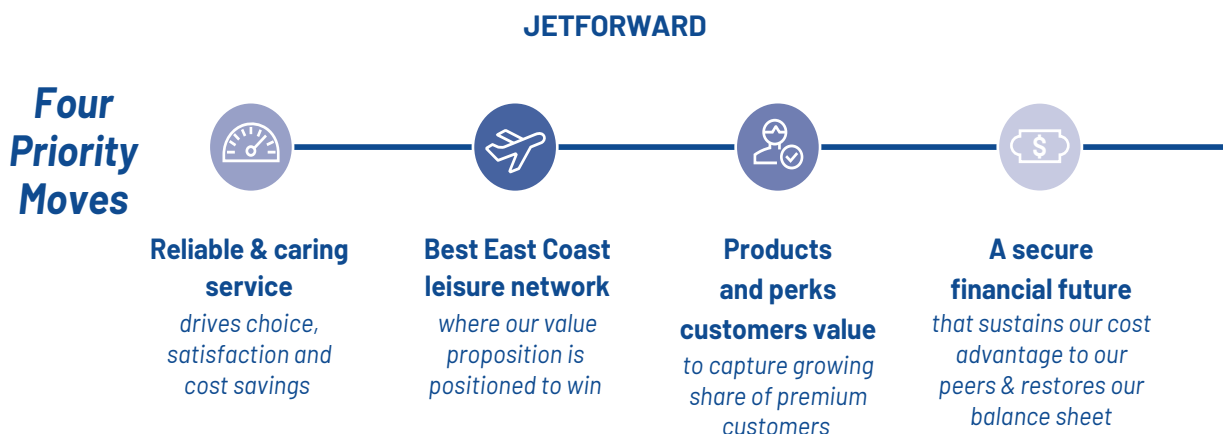 JETFORWARD
Four
Priority
Moves
Reliable & caring
service
drives choice,
satisfaction and
cost savings
Best East Coast
leisure network
where our value
proposition is
positioned to win
Products
and perks
customers value
to capture growing
share of premium
customers
$
A secure
financial future
that sustains our cost
advantage to our
peers & restores our
balance sheet